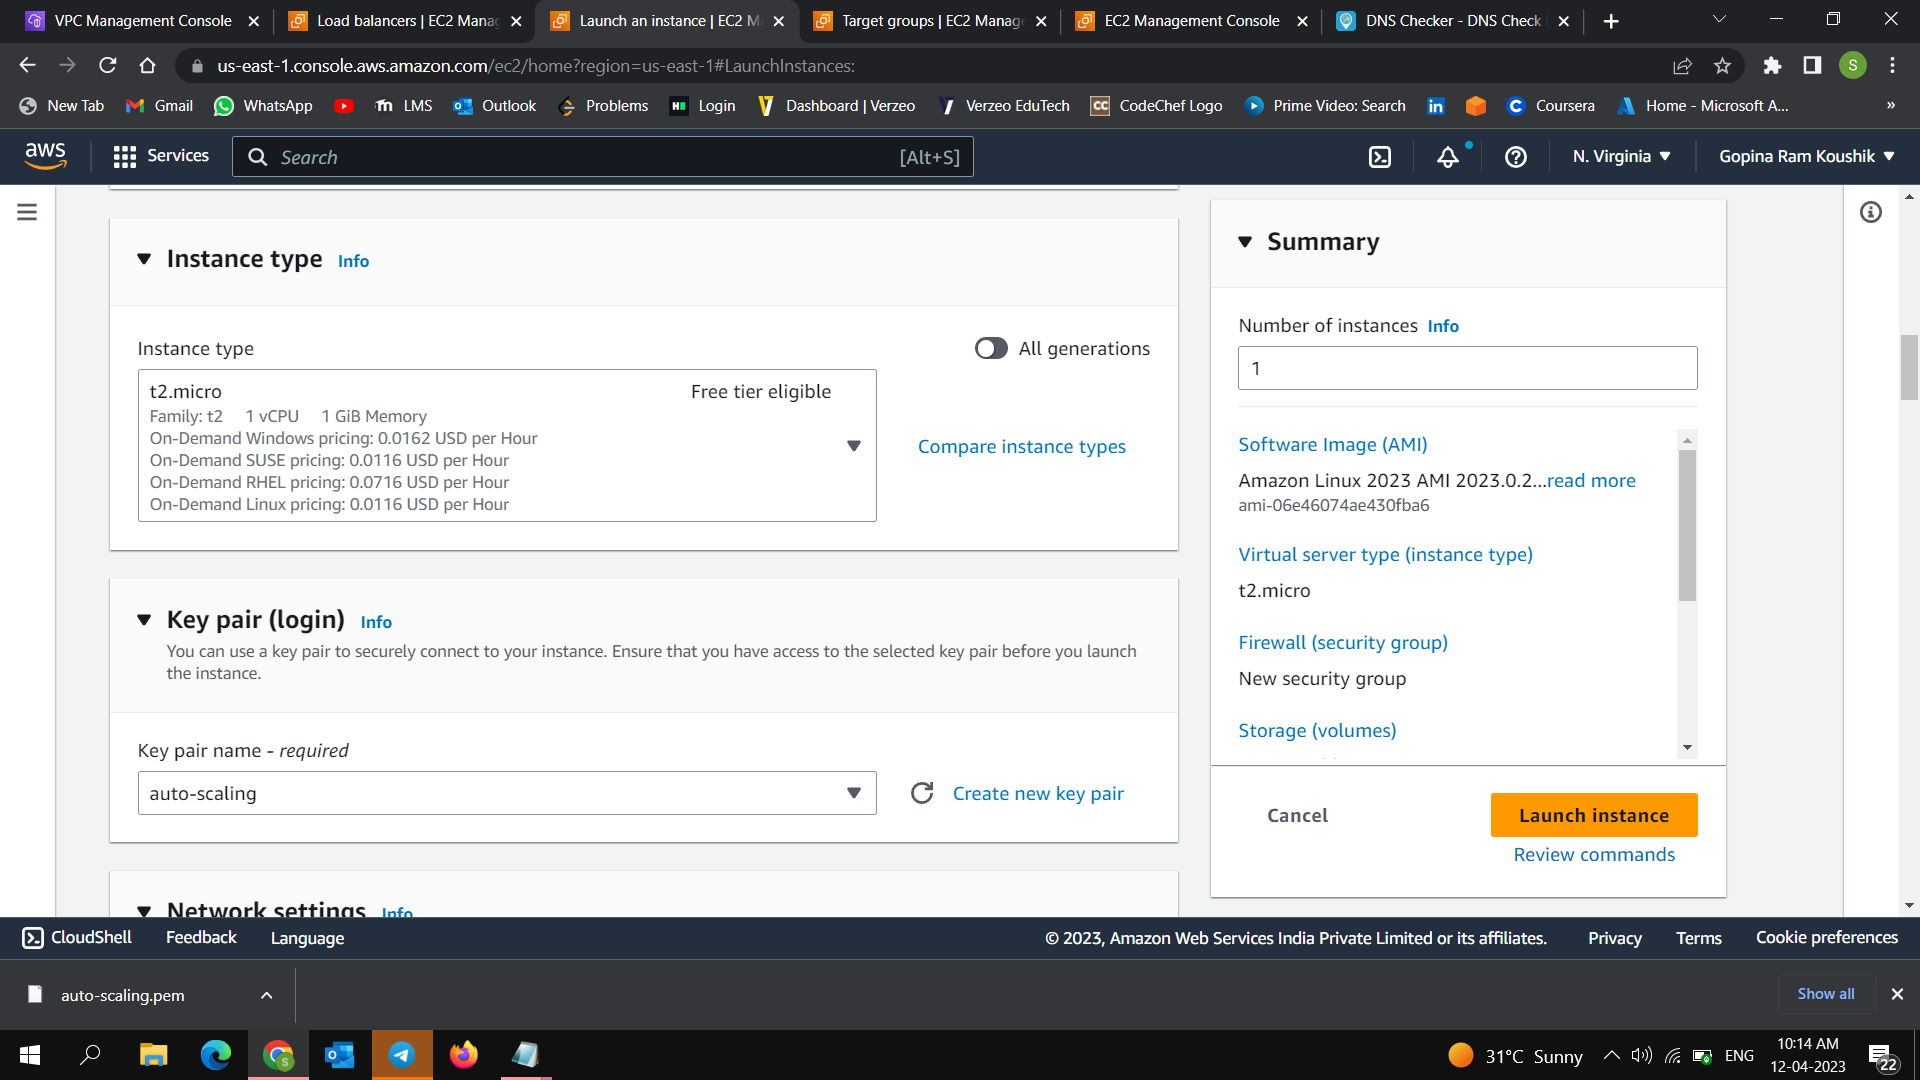 VPC Management Console
Load balancers | EC2 Manag
Launch an instance | EC2 M
Target groups | EC2 Manage
EC2 Management Console
DNS Checker - DNS Check
us-east-1.console.aws.amazon.com/ec2/home?region=us-east-1#LaunchInstances:
S
New Tab
Gmail
WhatsApp
LMS
Outlook
Problems
Login
Dashboard | Verzeo
Verzeo EduTech
CodeChef Logo
Prime Video: Search
Coursera
Home - Microsoft A...
»
aws
Services
Search
[Alt+S]
N. Virginia
Gopina Ram Koushik
Instance type Info
Instance type
All generations
t2.micro
Free tier eligible
Family: t2 1 vCPU 1 GiB Memory
On-Demand Windows pricing: 0.0162 USD per Hour
On-Demand SUSE pricing: 0.0116 USD per Hour
On-Demand RHEL pricing: 0.0716 USD per Hour
On-Demand Linux pricing: 0.0116 USD per Hour
Compare instance types
Key pair (login) Info
You can use a key pair to securely connect to your instance. Ensure that you have access to the selected key pair before you launch
the instance.
Key pair name - required
auto-scaling
Create new key pair
Network settings Info
Summary
Number of instances Info
1
Software Image (AMI)
Amazon Linux 2023 AMI 2023.0.2...read more
ami-06e46074ae430fba6
Virtual server type (instance type)
t2.micro
Firewall (security group)
New security group
Storage (volumes)
Cancel
Launch instance
Review commands
CloudShell
Feedback
Language
© 2023, Amazon Web Services India Private Limited or its affiliates.
Privacy
Terms
Cookie preferences
auto-scaling.pem
Show all
31°C Sunny
ENG
10:14 AM
12-04-2023
22